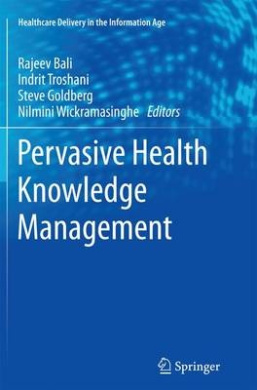 Healthcare Delivery in the Information Age
Rajeev Bali
Indrit Troshani
Steve Goldberg
Nilmini Wickramasinghe Editors
Pervasive Health
Knowledge
Management
Springer